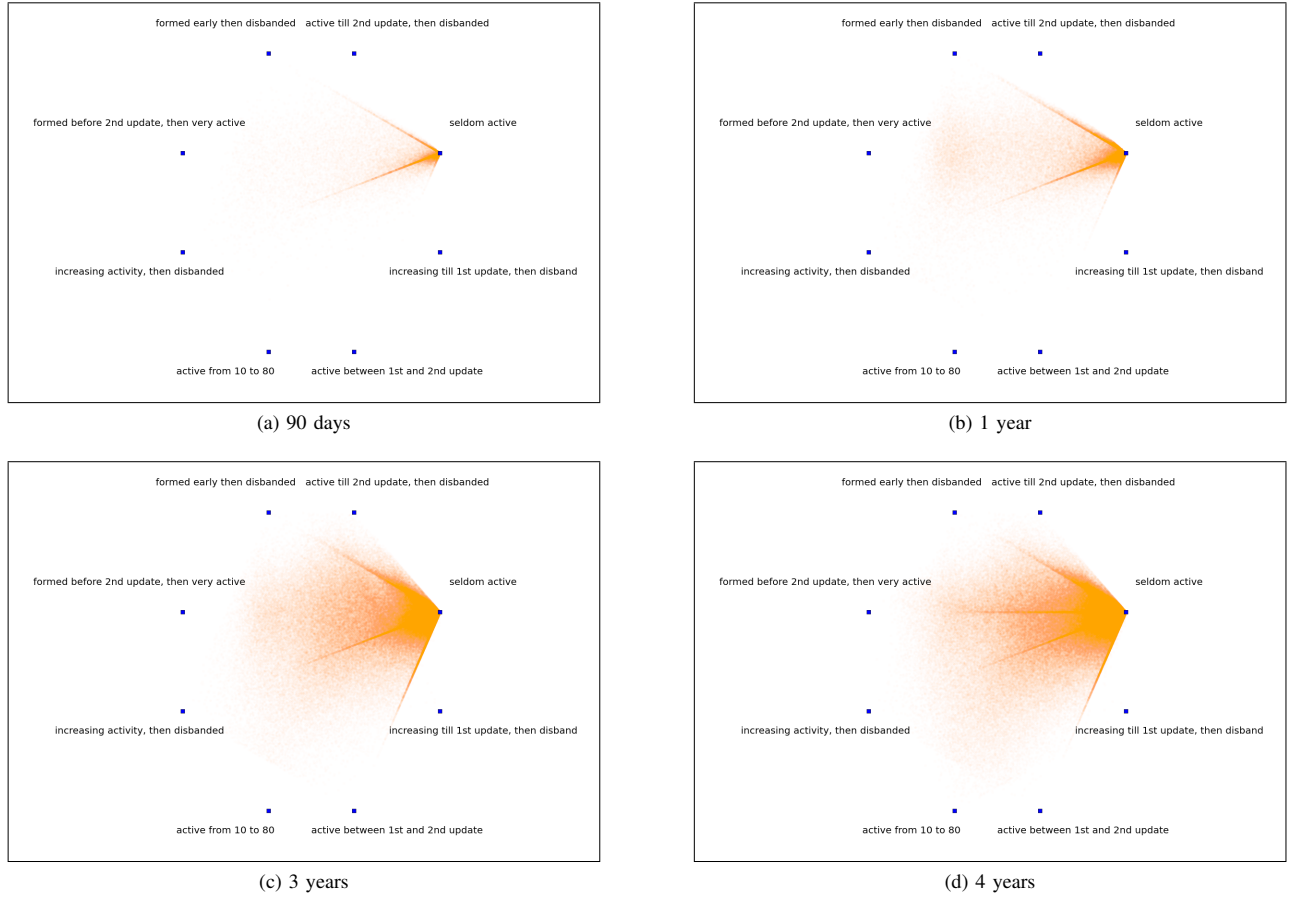 formed early then disbanded active till 2nd update, then disbanded
formed before 2nd update, then very active
seldom active
increasing activity, then disbanded
increasing till 1st update, then disband
active from 10 to 80
active between 1st and 2nd update
(a) 90 days
formed early then disbanded active till 2nd update, then disbanded
formed before 2nd update, then very active
seldom active
increasing activity, then disbanded
increasing till 1st update, then disband
active from 10 to 80
active between 1st and 2nd update
(b) 1 year
formed early then disbanded active till 2nd update, then disbanded
formed before 2nd update, then very active
seldom active
increasing activity, then disbanded
increasing till 1st update, then disband
active from 10 to 80
active between 1st and 2nd update
(c) 3 years
formed early then disbanded active till 2nd update, then disbanded
formed before 2nd update, then very active
seldom active
increasing activity, then disbanded
increasing till 1st update, then disband
active from 10 to 80
active between 1st and 2nd update
(d) 4 years